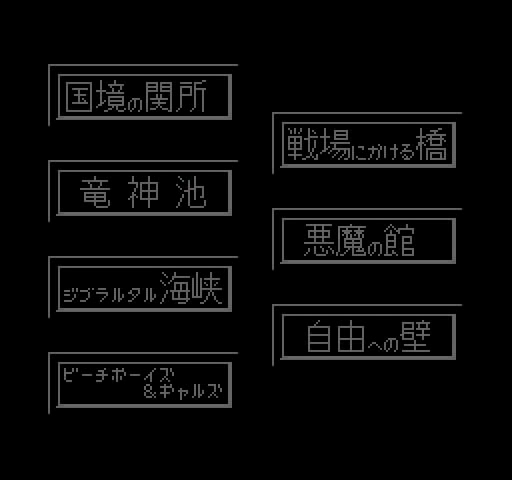 国境の関所
竜神池
ジブラルタル海峡
ビーチボーイズ
&ギャルズ
戦場にかける橋
悪魔の館
自由への壁